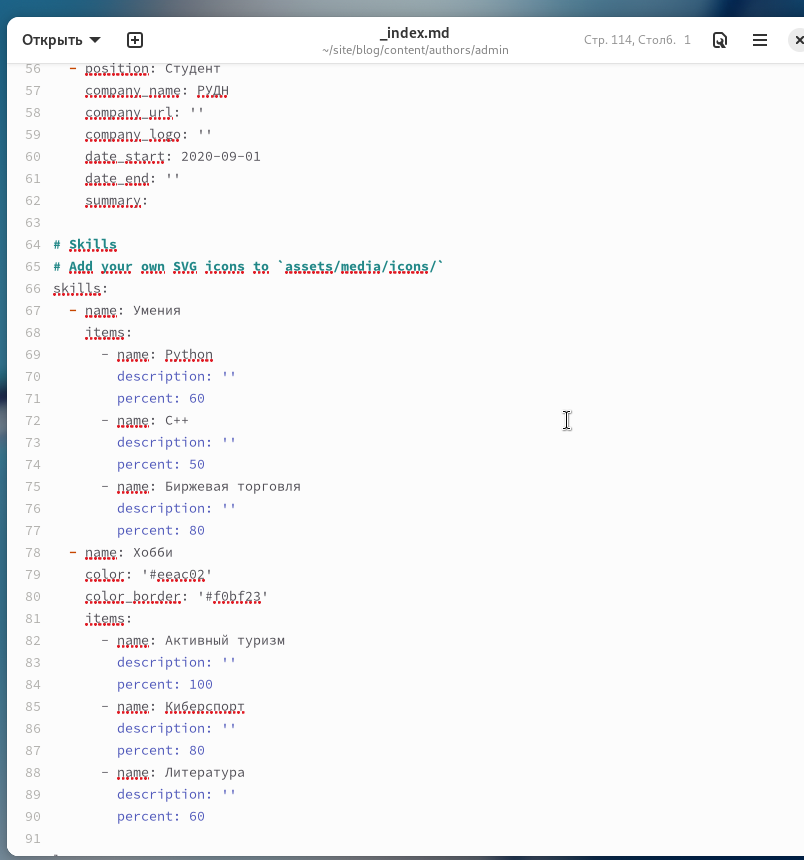 Открыть
_index.md
~/site/blog/content/authors/admin
Стр. 114, Столб. 1
56   - position: Студент
57     company_name: РУДН
58     company_url: ''
59     company_logo: ''
60     date_start: 2020-09-01
61     date_end: ''
62     summary:
63
64 # Skills
65 # Add your own SVG icons to `assets/media/icons/`
66 skills:
67   - name: Умения
68     items:
69       - name: Python
70         description: ''
71         percent: 60
72       - name: C++
73         description: ''
74         percent: 50
75       - name: Биржевая торговля
76         description: ''
77         percent: 80
78   - name: Хобби
79     color: '#eeac02'
80     color_border: '#f0bf23'
81     items:
82       - name: Активный туризм
83         description: ''
84         percent: 100
85       - name: Киберспорт
86         description: ''
87         percent: 80
88       - name: Литература
89         description: ''
90         percent: 60
91